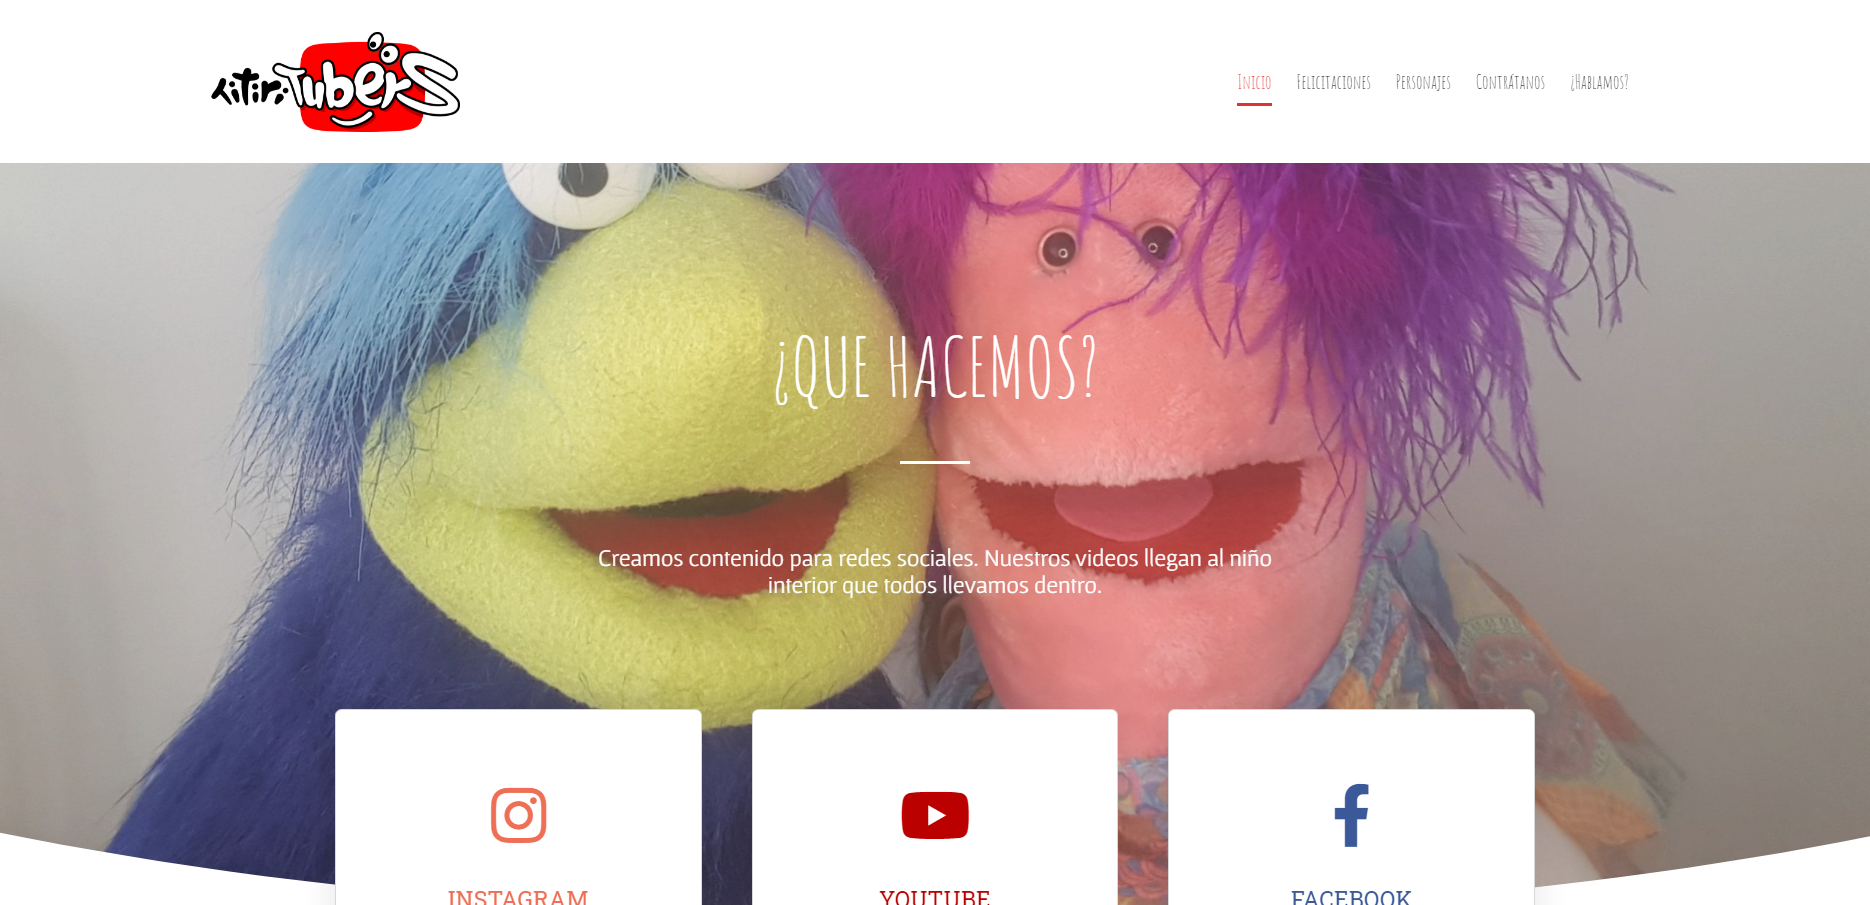 TitiriTubers
Inicio Felicitaciones Personajes Contrátanos ¿Hablamos?
¿QUE HACEMOS?
Creamos contenido para redes sociales. Nuestros videos llegan al niño
interior que todos llevamos dentro.
INSTAGRAM YOUTUBE FACEBOOK